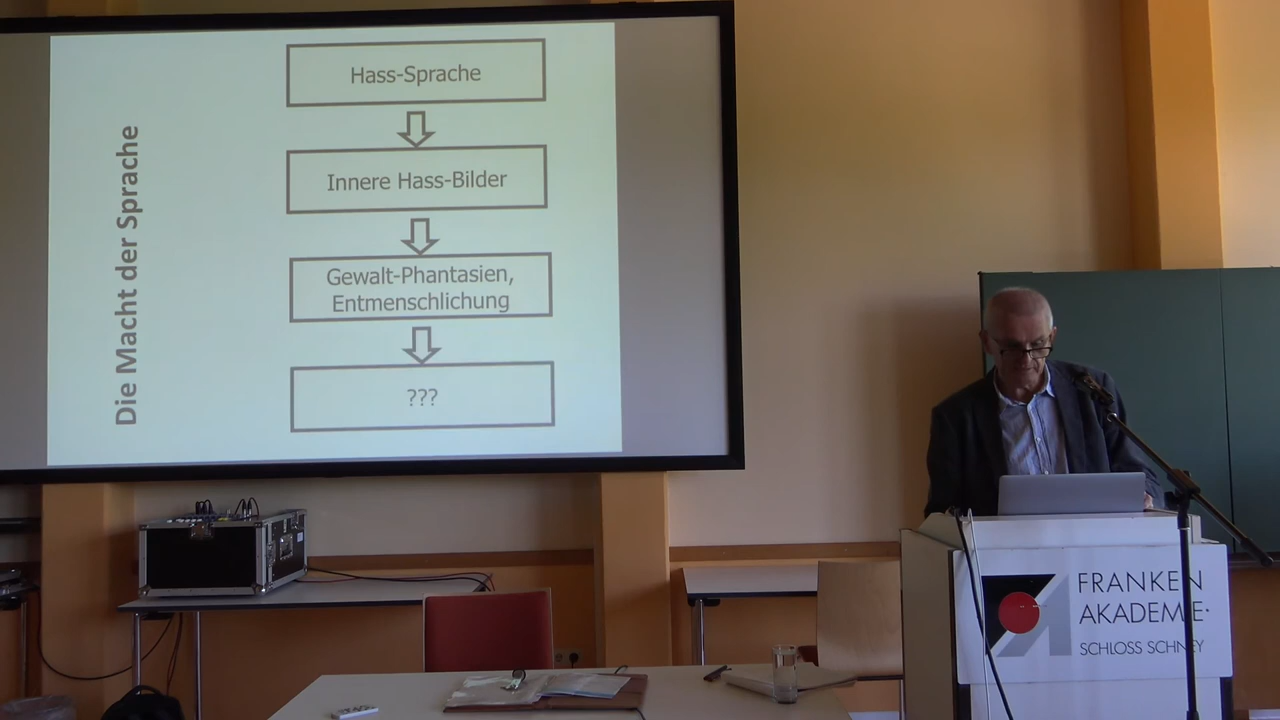 Die Macht der Sprache
Hass-Sprache
Innere Hass-Bilder
Gewalt-Phantasien,
Entmenschlichung
???
FRANKEN
AKADEMIE
SCHLOSS SCHNEY